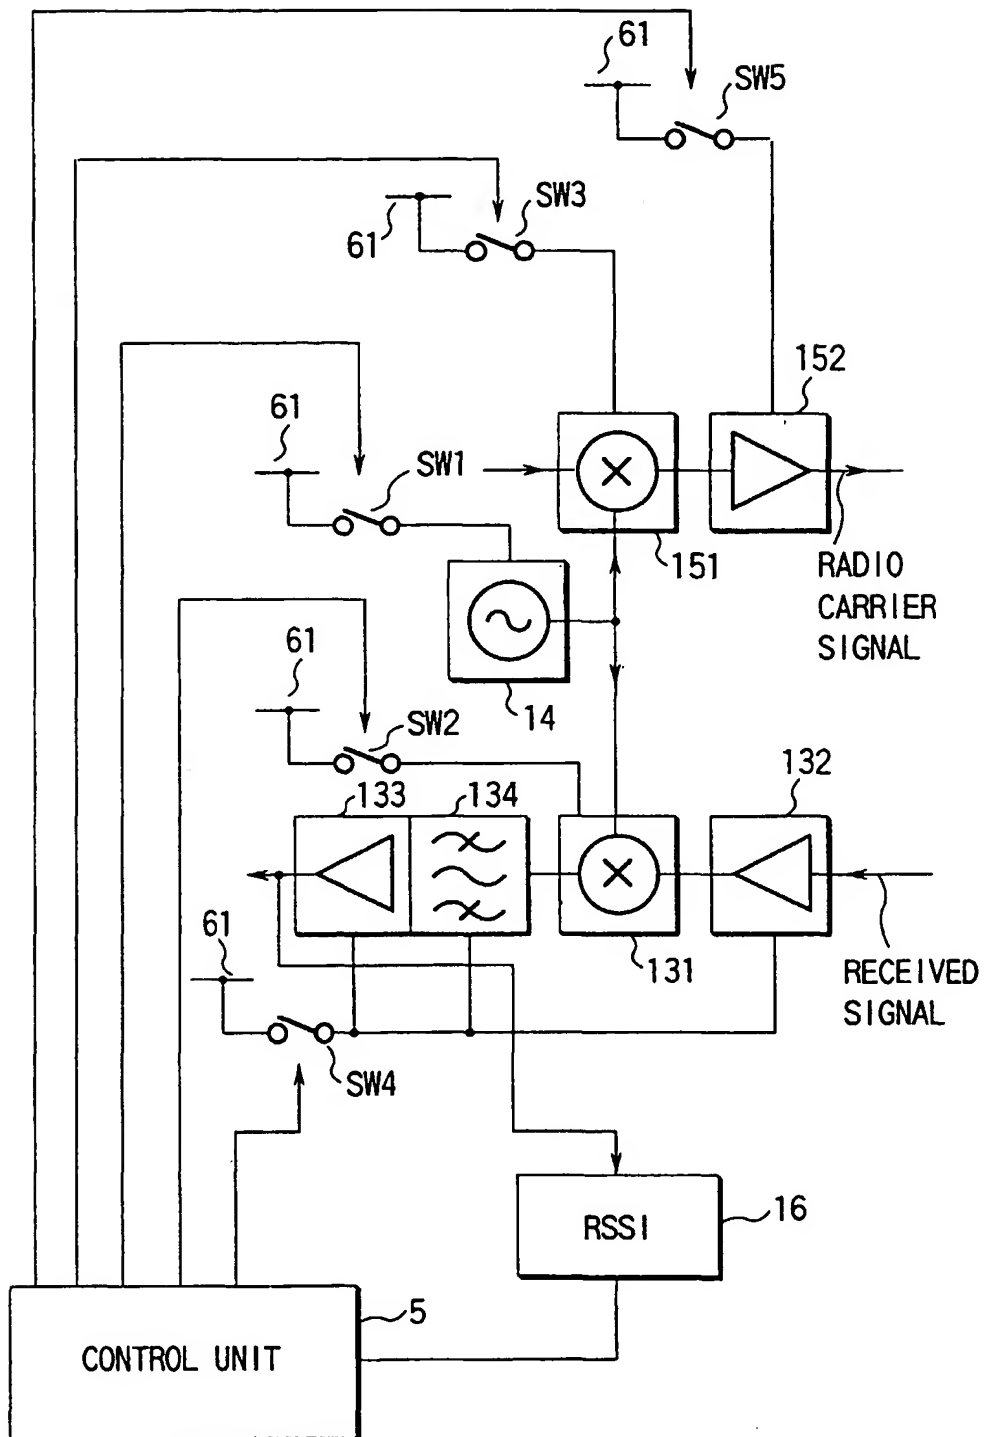 61
SW5
SW3
61
152
61
SW1
151
RADIO
CARRIER
SIGNAL
61
14
SW2
133
134
132
131
61
RECEIVED
SIGNAL
SW4
RSSI
16
5
CONTROL UNIT